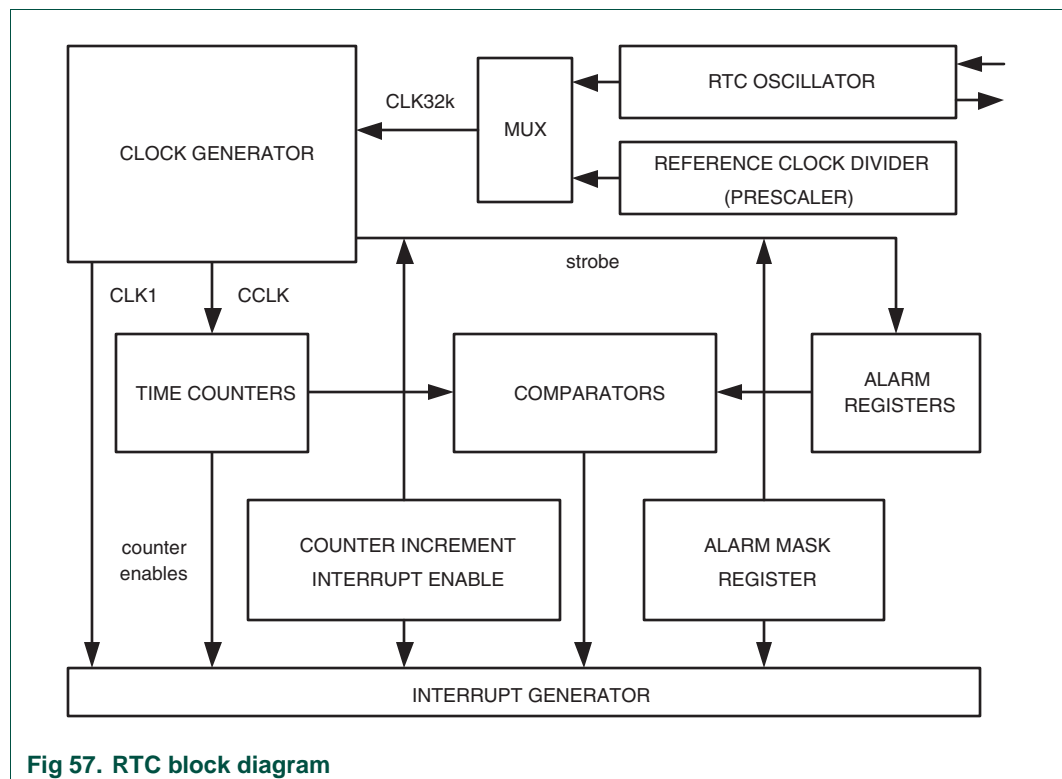 RTC OSCILLATOR
CLK32k
MUX
CLOCK GENERATOR
REFERENCE CLOCK DIVIDER
(PRESCALER)
strobe
CLK1
CCLK
TIME COUNTERS
COMPARATORS
ALARM
REGISTERS
counter
enables
COUNTER INCREMENT
INTERRUPT ENABLE
ALARM MASK
REGISTER
INTERRUPT GENERATOR
Fig 57. RTC block diagram